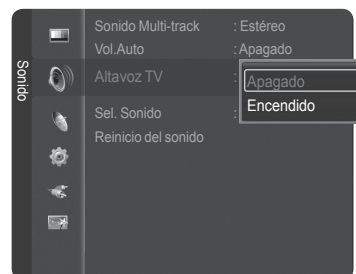 Sonido
Sonido Multi-track : Estéreo
Vol.Auto : Apagado
Altavoz TV :
Apagado
Encendido
Sel. Sonido :
Reinicio del sonido